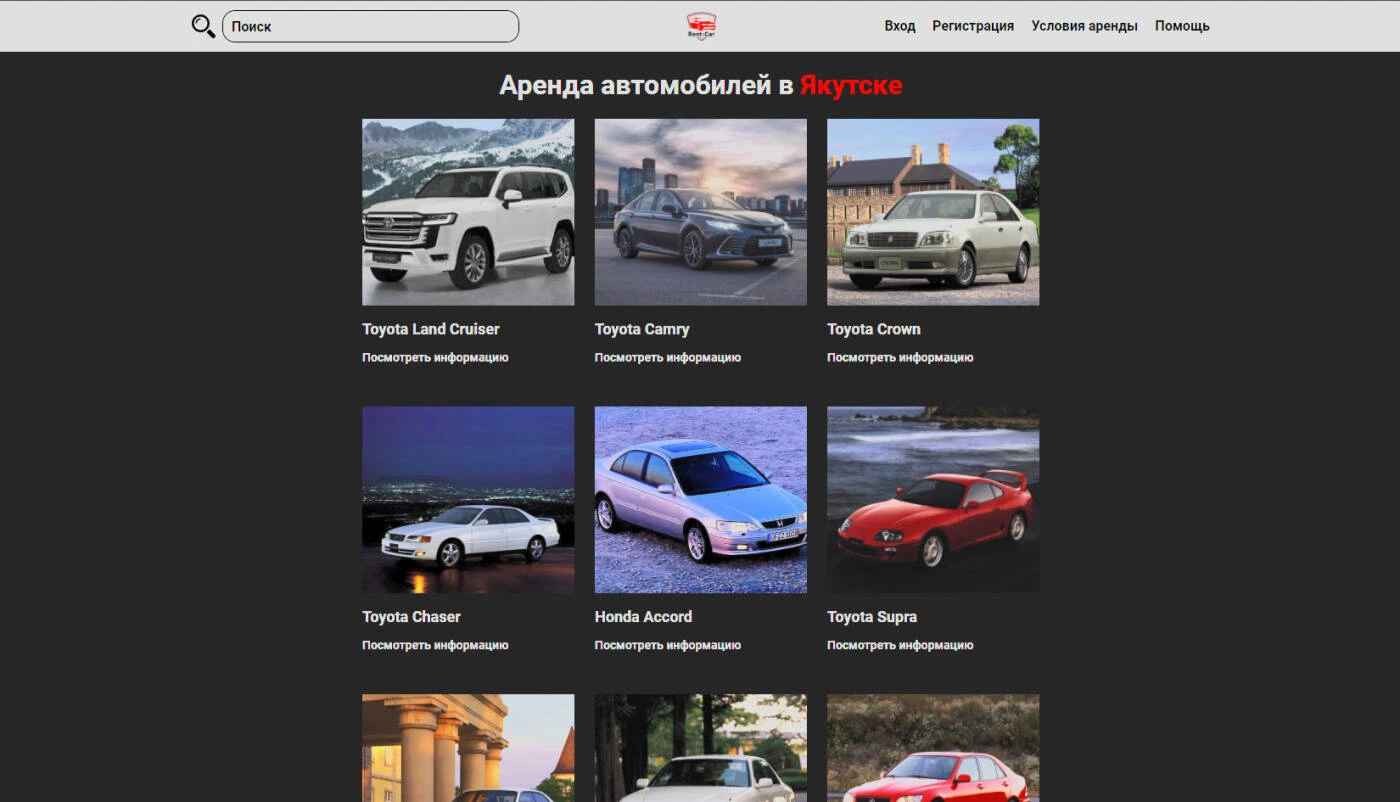 Поиск
Rent-Car
Вход Регистрация Условия аренды Помощь
Аренда автомобилей в Якутске
Toyota Land Cruiser
Toyota Camry
Toyota Crown
Посмотреть информацию
Посмотреть информацию
Посмотреть информацию
Toyota Chaser
Honda Accord
Toyota Supra
Посмотреть информацию
Посмотреть информацию
Посмотреть информацию